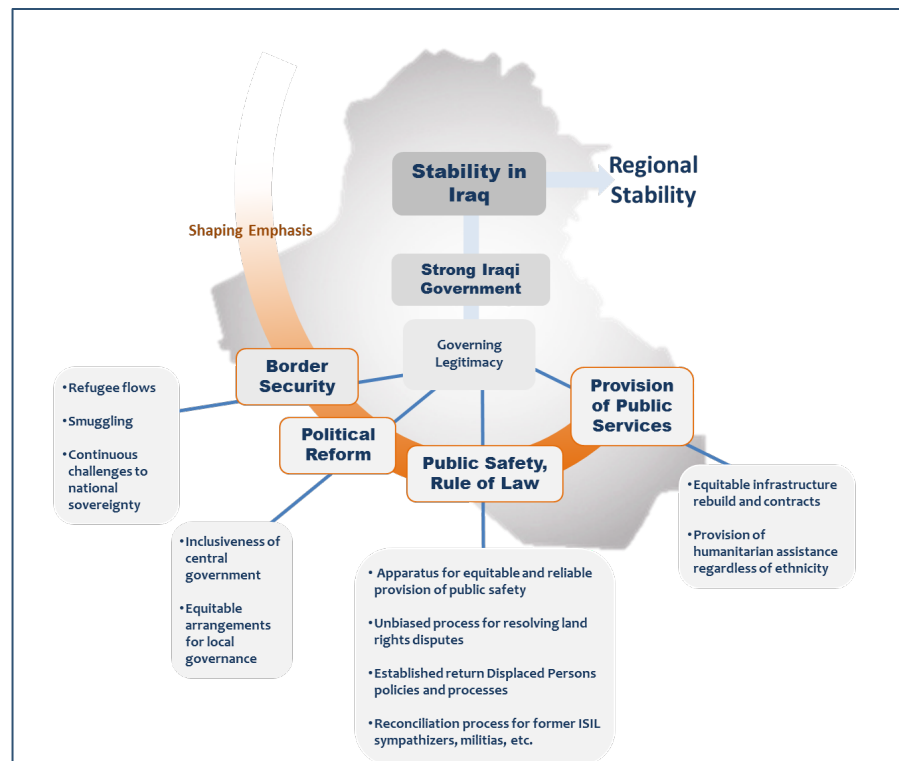 Stability in
Iraq
Regional
Stability
Shaping Emphasis
Strong Iraqi
Government
Governing
Legitimacy
Border
Security
Political
Reform
Public Safety,
Rule of Law
Provision
of Public
Services
•Refugee flows
•Smuggling
•Continuous
challenges to
national
sovereignty
•Inclusiveness of
central
government
•Equitable
arrangements
for local
governance
• Apparatus for equitable and reliable
provision of public safety
•Unbiased process for resolving land
rights disputes
•Established return Displaced Persons
policies and processes
•Reconciliation process for former ISIL
sympathizers, militias, etc.
•Equitable infrastructure
rebuild and contracts
•Provision of
humanitarian assistance
regardless of ethnicity